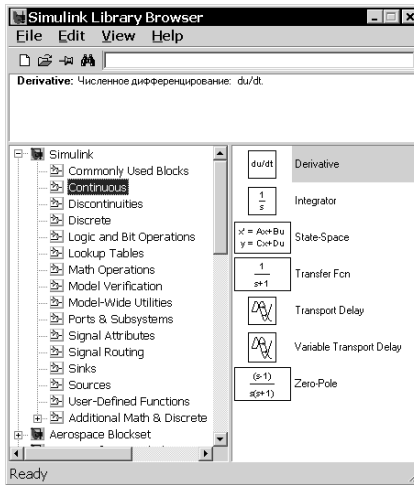 Simulink Library Browser
File Edit View Help
Derivative: Численное дифференцирование: du/dt.
Simulink
Commonly Used Blocks
Continuous
Discontinuities
Discrete
Logic and Bit Operations
Lookup Tables
Math Operations
Model Verification
Model-Wide Utilities
Ports & Subsystems
Signal Attributes
Signal Routing
Sinks
Sources
User-Defined Functions
Additional Math & Discrete
Aerospace Blockset
du/dt Derivative
1
s
Integrator
x' = Ax+Bu
y = Cx+Du
State-Space
1
s+1
Transfer Fcn
Transport Delay
Variable Transport Delay
(s-1)
s(s+1)
Zero-Pole
Ready